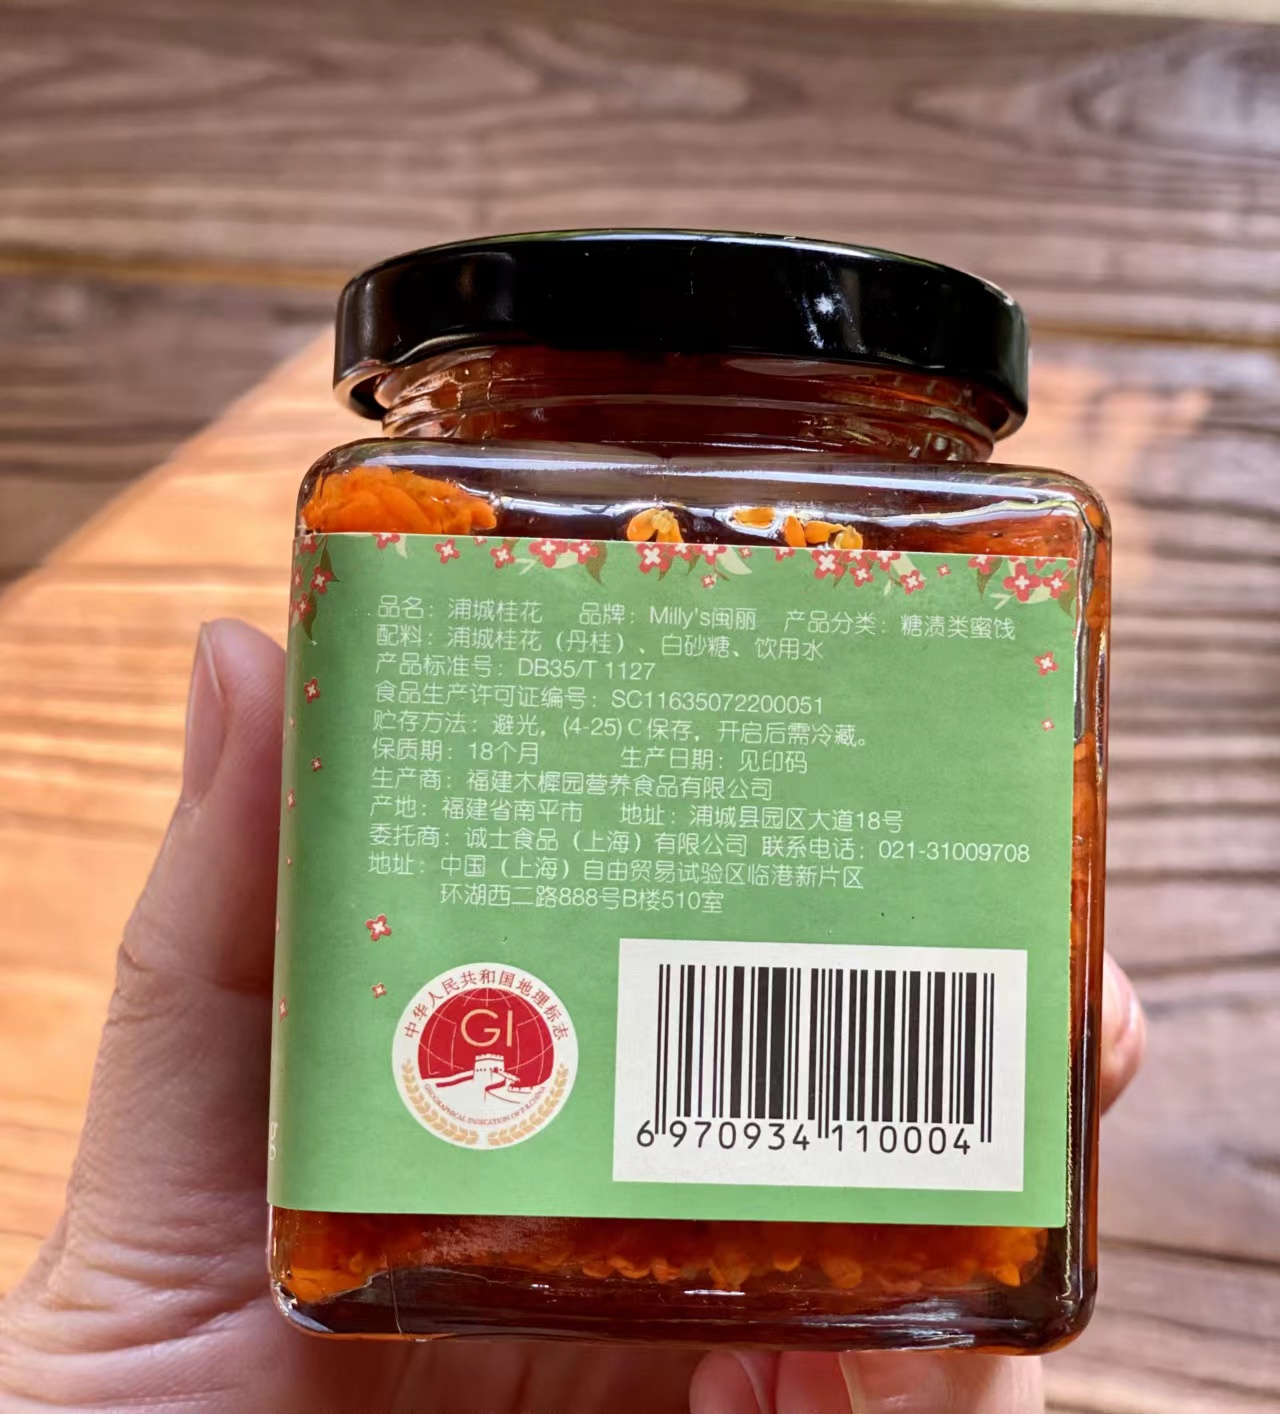 品名：浦城桂花 品牌：Milly's闽丽 产品分类：糖渍类蜜饯
配料：浦城桂花（丹桂）、白砂糖、饮用水
产品标准号：DB35/T 1127
食品生产许可证编号：SC11635072200051
贮存方法：避光，(4-25)℃保存，开启后需冷藏。
保质期：18个月 生产日期：见印码
生产商：福建木樨园营养食品有限公司
产地：福建省南平市 地址：浦城县园区大道18号
委托商：诚士食品（上海）有限公司 联系电话：021-31009708
地址：中国（上海）自由贸易试验区临港新片区
环湖西二路888号B楼510室
中华人民共和国地理标志
GI
GEOGRAPHICAL INDICATION OF P.R.CHINA
6 970934 110004
g